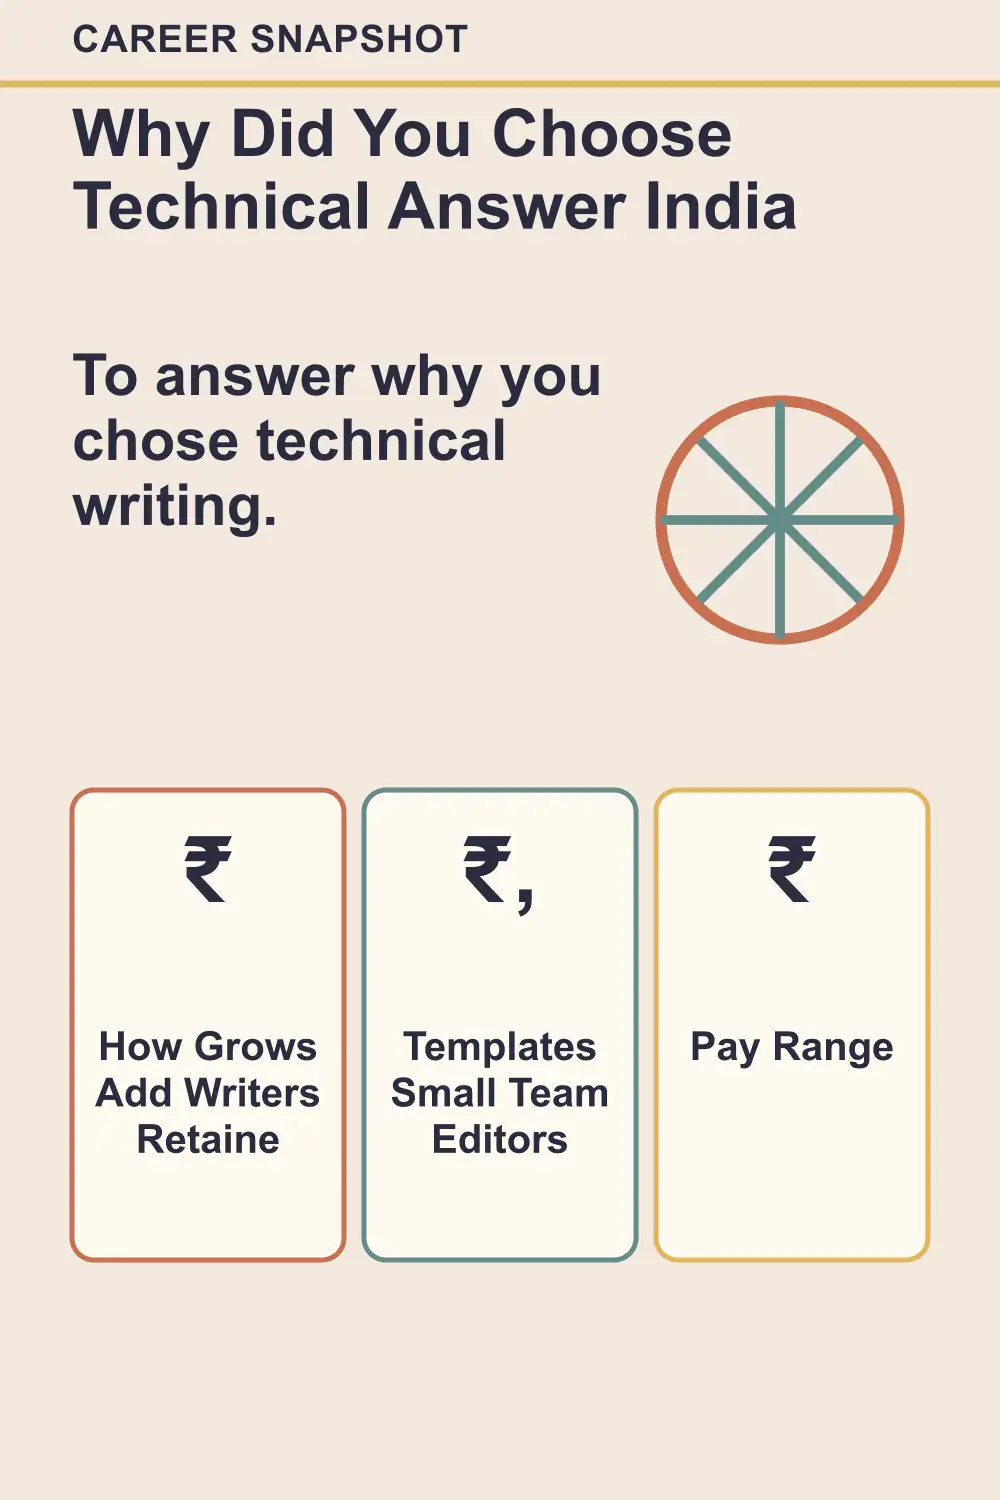 CAREER SNAPSHOT
Why Did You Choose
Technical Answer India
To answer why you
chose technical
writing.
₹
How Grows
Add Writers
Retaine
₹,
Templates
Small Team
Editors
₹
Pay Range